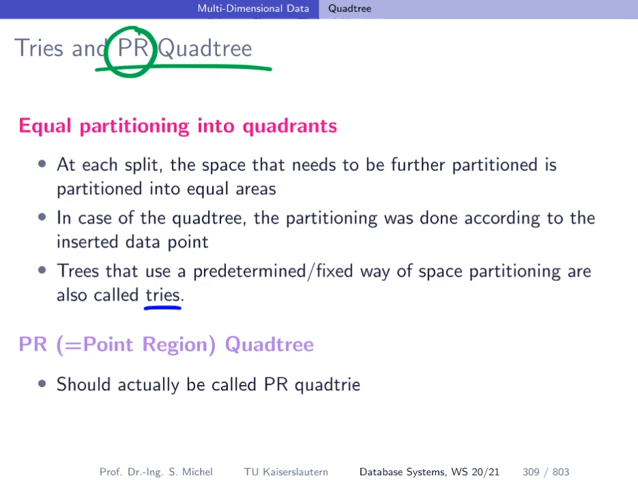 Multi-Dimensional Data Quadtree
Tries and PR Quadtree
Equal partitioning into quadrants
• At each split, the space that needs to be further partitioned is
partitioned into equal areas
• In case of the quadtree, the partitioning was done according to the
inserted data point
• Trees that use a predetermined/fixed way of space partitioning are
also called tries.
PR (=Point Region) Quadtree
• Should actually be called PR quadtrie
Prof. Dr.-Ing. S. Michel TU Kaiserslautern Database Systems, WS 20/21 309 / 803